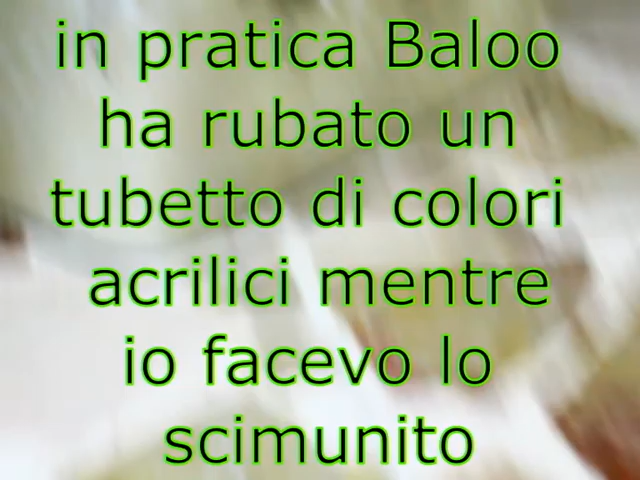 in pratica Baloo
ha rubato un
tubetto di colori
acrilici mentre
io facevo lo
scimunito